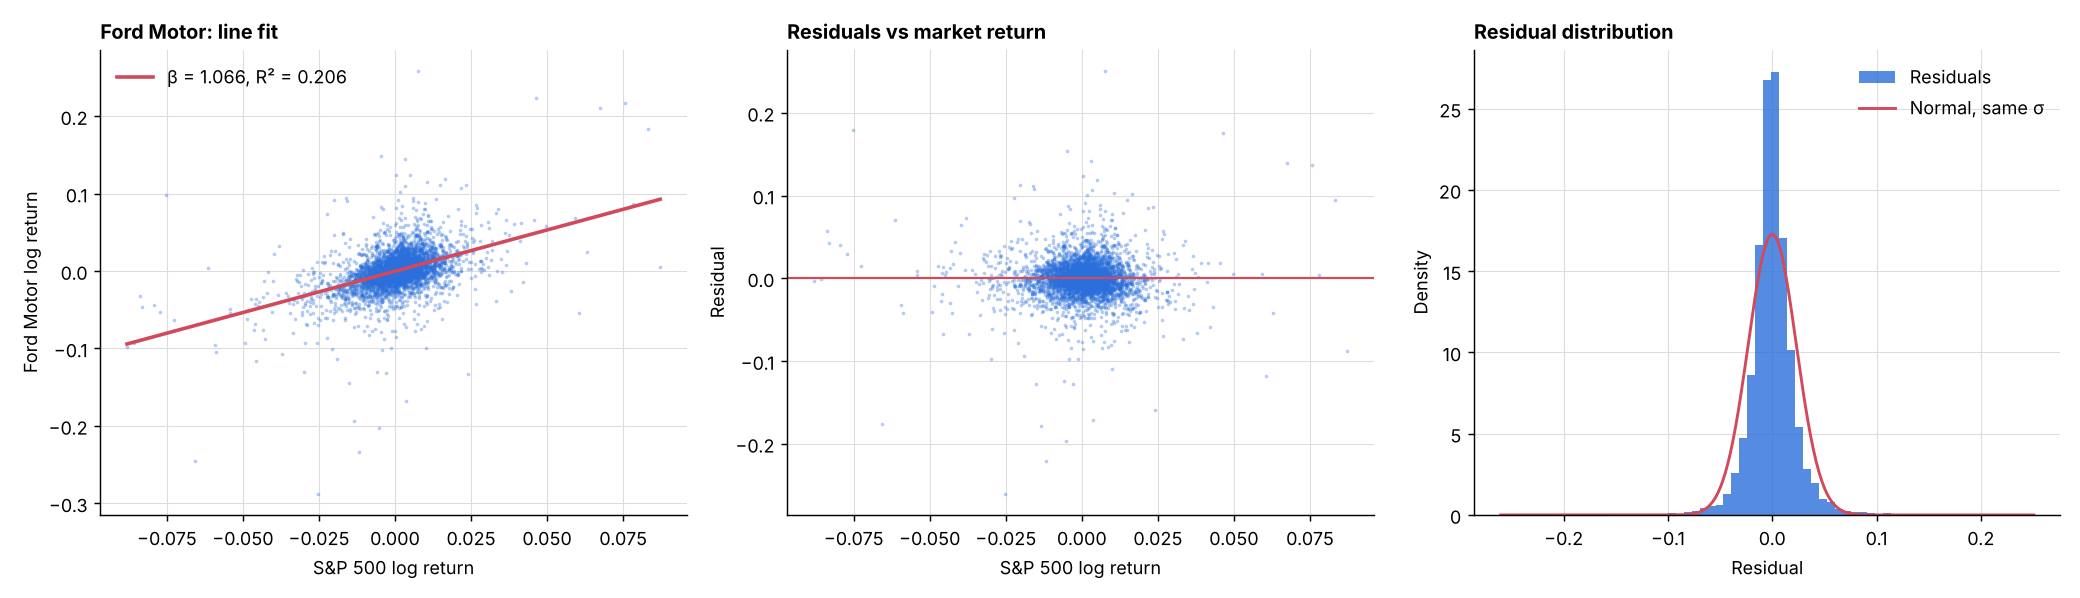 Ford Motor: line fit
β = 1.066, R² = 0.206
Ford Motor log return
0.2
0.1
0.0
−0.1
−0.2
−0.3
−0.075 −0.050 −0.025 0.000 0.025 0.050 0.075
S&P 500 log return
Residuals vs market return
Residual
0.2
0.1
0.0
−0.1
−0.2
−0.075 −0.050 −0.025 0.000 0.025 0.050 0.075
S&P 500 log return
Residual distribution
Residuals
Normal, same σ
Density
25
20
15
10
5
0
−0.2 −0.1 0.0 0.1 0.2
Residual